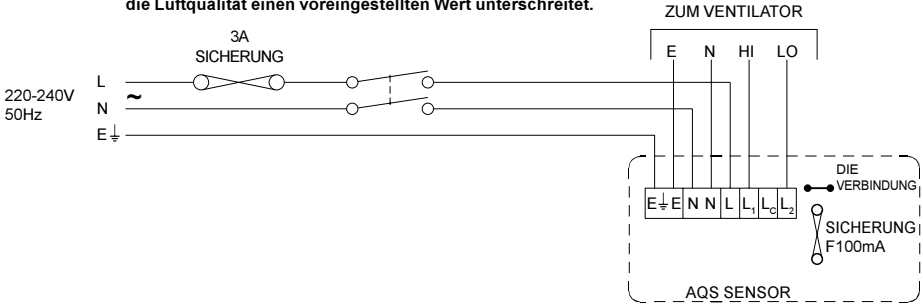 die Luftqualität einen voreingestellten Wert unterschreitet.
ZUM VENTILATOR
E N HI LO
3A
SICHERUNG
220-240V
50Hz
L
~
N
E
DIE
VERBINDUNG
E E N N L L1 LC L2
SICHERUNG
F100mA
AQS SENSOR